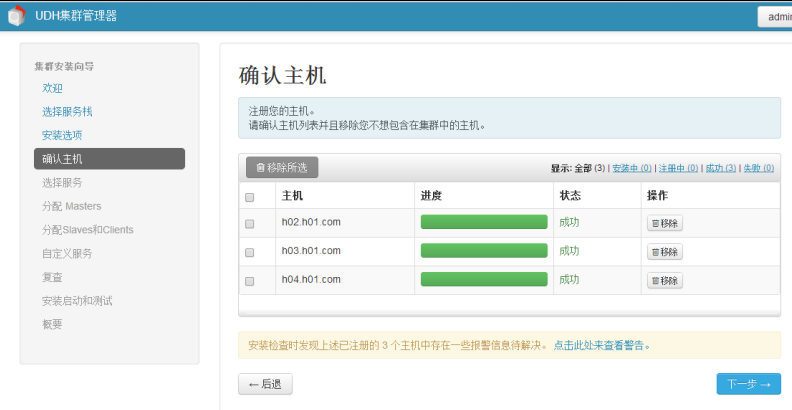 UDH集群管理器
admin
集群安装向导
欢迎
选择服务栈
安装选项
确认主机
选择服务
分配 Masters
分配Slaves和Clients
自定义服务
复查
安装启动和测试
概要
确认主机
注册您的主机。
请确认主机列表并且移除您不想包含在集群中的主机。
移除所选
显示: 全部 (3) | 安装中 (0) | 注册中 (0) | 成功 (3) | 失败 (0)
主机 进度 状态 操作
h02.h01.com 成功 移除
h03.h01.com 成功 移除
h04.h01.com 成功 移除
安装检查时发现上述已注册的 3 个主机中存在一些报警信息待解决。 点击此处来查看警告。
← 后退
下一步 →